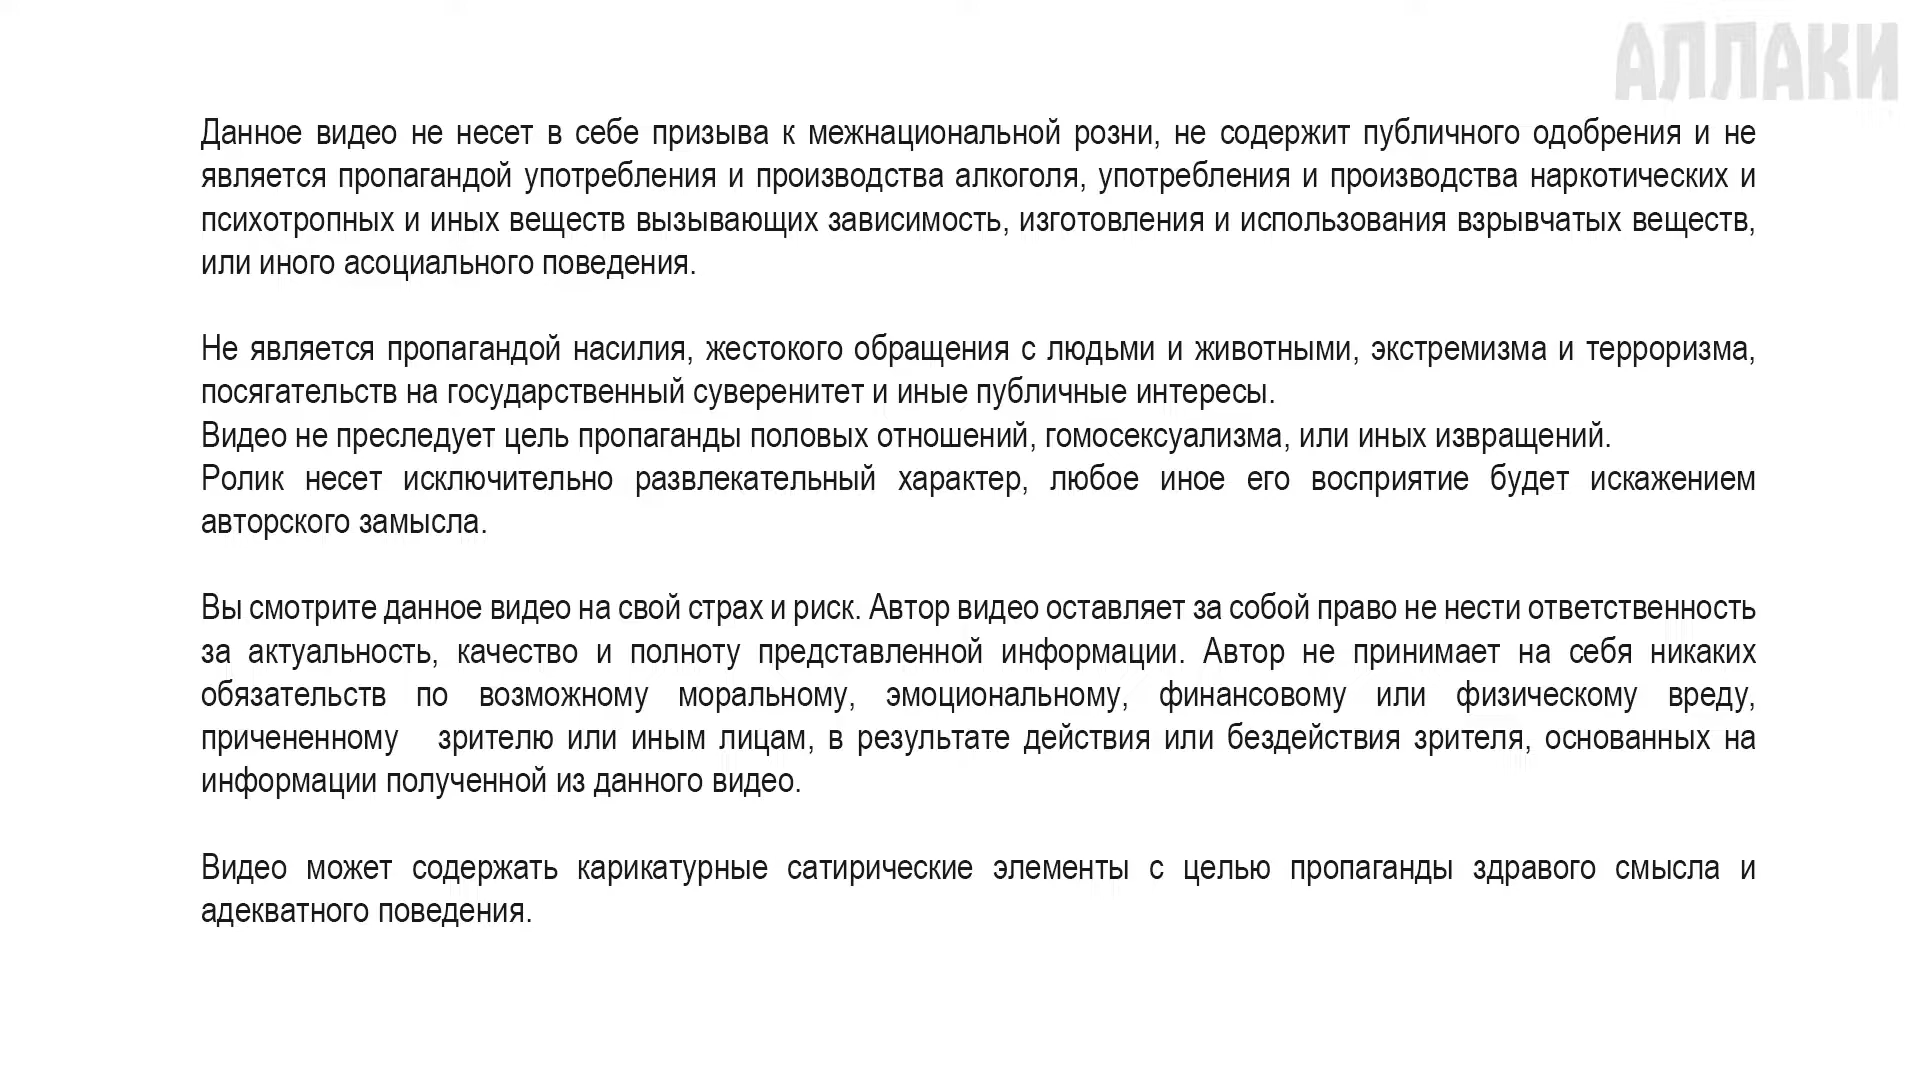 АЛЛАКИ
Данное видео не несет в себе призыва к межнациональной розни, не содержит публичного одобрения и не
является пропагандой употребления и производства алкоголя, употребления и производства наркотических и
психотропных и иных веществ вызывающих зависимость, изготовления и использования взрывчатых веществ,
или иного асоциального поведения.
Не является пропагандой насилия, жестокого обращения с людьми и животными, экстремизма и терроризма,
посягательств на государственный суверенитет и иные публичные интересы.
Видео не преследует цель пропаганды половых отношений, гомосексуализма, или иных извращений.
Ролик несет исключительно развлекательный характер, любое иное его восприятие будет искажением
авторского замысла.
Вы смотрите данное видео на свой страх и риск. Автор видео оставляет за собой право не нести ответственность
за актуальность, качество и полноту представленной информации. Автор не принимает на себя никаких
обязательств по возможному моральному, эмоциональному, финансовому или физическому вреду,
причененному зрителю или иным лицам, в результате действия или бездействия зрителя, основанных на
информации полученной из данного видео.
Видео может содержать карикатурные сатирические элементы с целью пропаганды здравого смысла и
адекватного поведения.